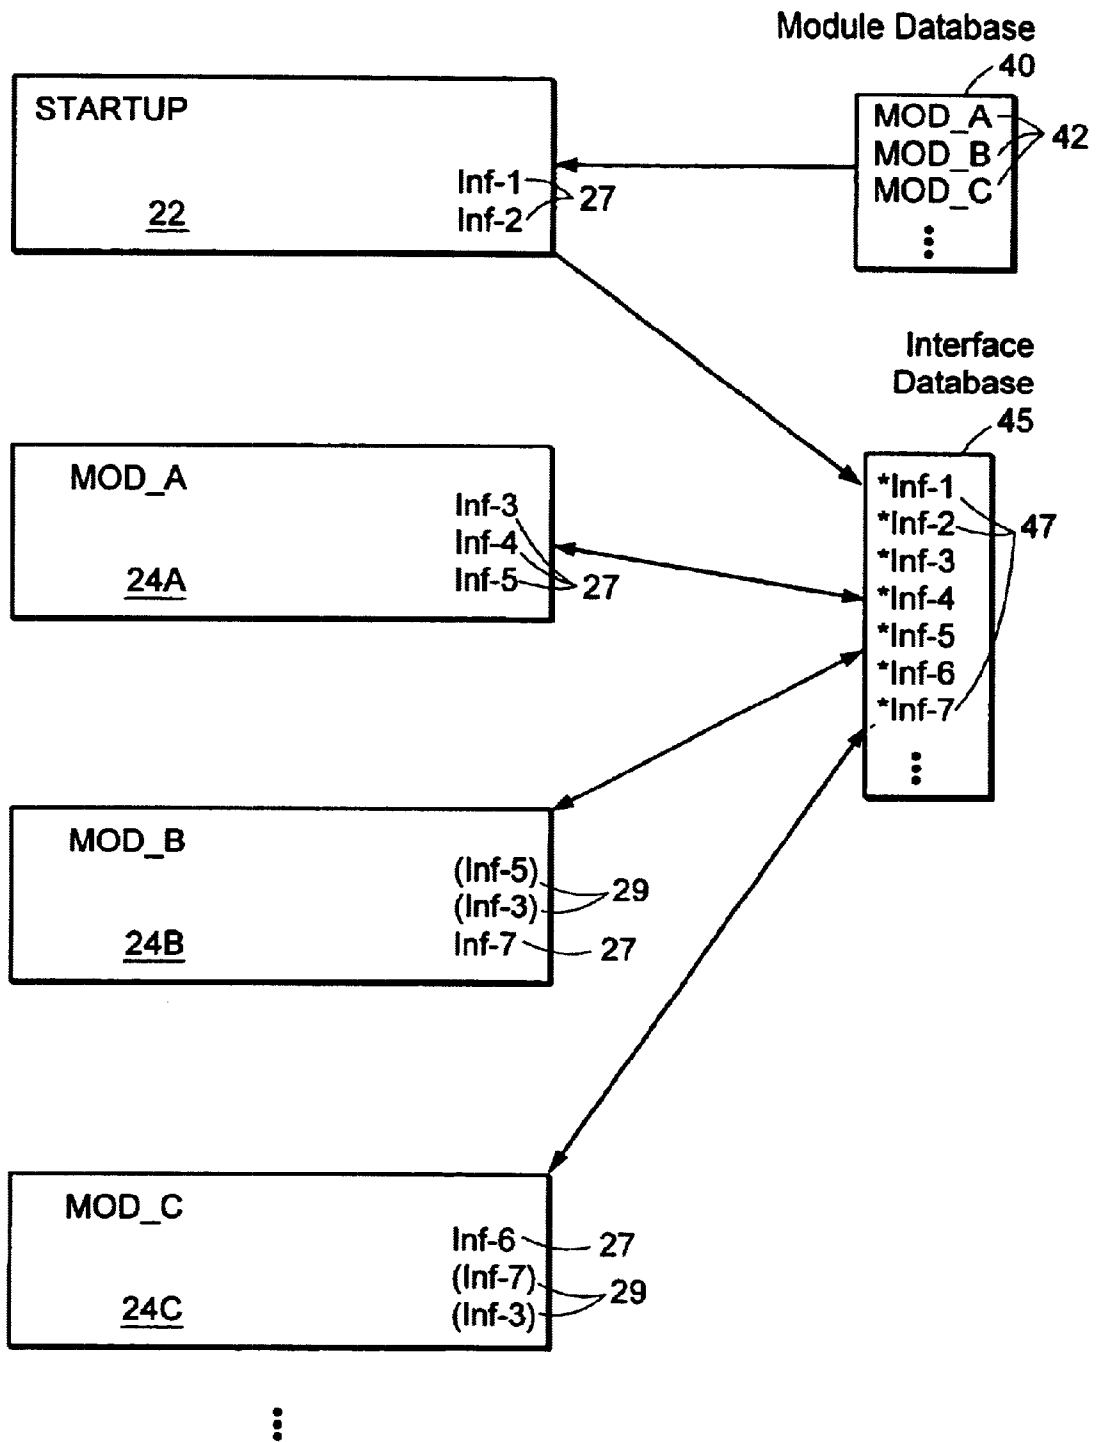 Module Database
40
STARTUP
22
Inf-1
Inf-2
27
MOD_A
MOD_B
MOD_C
42
Interface
Database
45
MOD_A
24A
Inf-3
Inf-4
Inf-5
27
*Inf-1
*Inf-2
*Inf-3
*Inf-4
*Inf-5
*Inf-6
*Inf-7
47
MOD_B
24B
(Inf-5)
(Inf-3)
29
Inf-7
27
MOD_C
24C
Inf-6
27
(Inf-7)
(Inf-3)
29